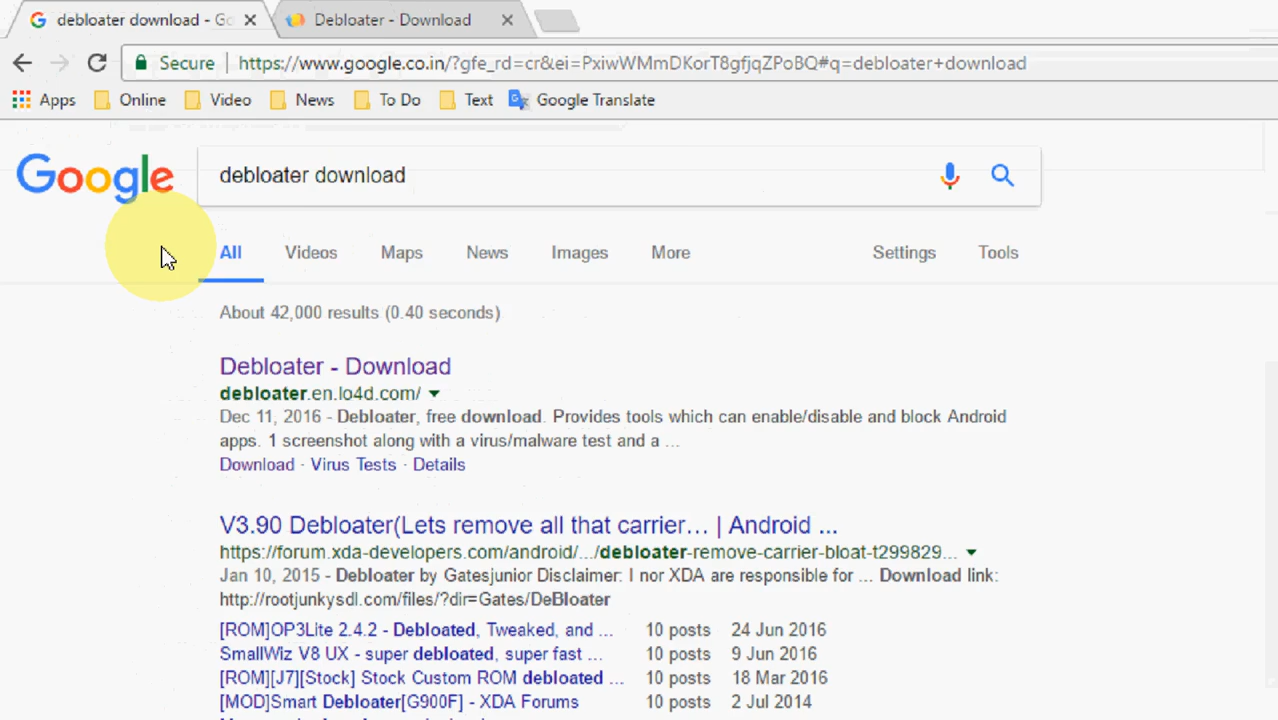 debloater download - Go
Debloater - Download
Secure
https://www.google.co.in/?gfe_rd=cr&ei=PxiwWMmDKorT8gfjqZPoBQ#q=debloater+download
Apps
Online
Video
News
To Do
Text
Google Translate
Google
debloater download
All
Videos
Maps
News
Images
More
Settings
Tools
About 42,000 results (0.40 seconds)
Debloater - Download
debloater.en.lo4d.com/
Dec 11, 2016 - Debloater, free download. Provides tools which can enable/disable and block Android
apps. 1 screenshot along with a virus/malware test and a ...
Download · Virus Tests · Details
V3.90 Debloater(Lets remove all that carrier… | Android ...
https://forum.xda-developers.com/android/.../debloater-remove-carrier-bloat-t299829...
Jan 10, 2015 - Debloater by Gatesjunior Disclaimer: I nor XDA are responsible for ... Download link:
http://rootjunkysdl.com/files/?dir=Gates/DeBloater
[ROM]OP3Lite 2.4.2 - Debloated, Tweaked, and ... 10 posts 24 Jun 2016
SmallWiz V8 UX - super debloated, super fast ... 10 posts 9 Jun 2016
[ROM][J7][Stock] Stock Custom ROM debloated ... 10 posts 18 Mar 2016
[MOD]Smart Debloater[G900F] - XDA Forums 10 posts 2 Jul 2014